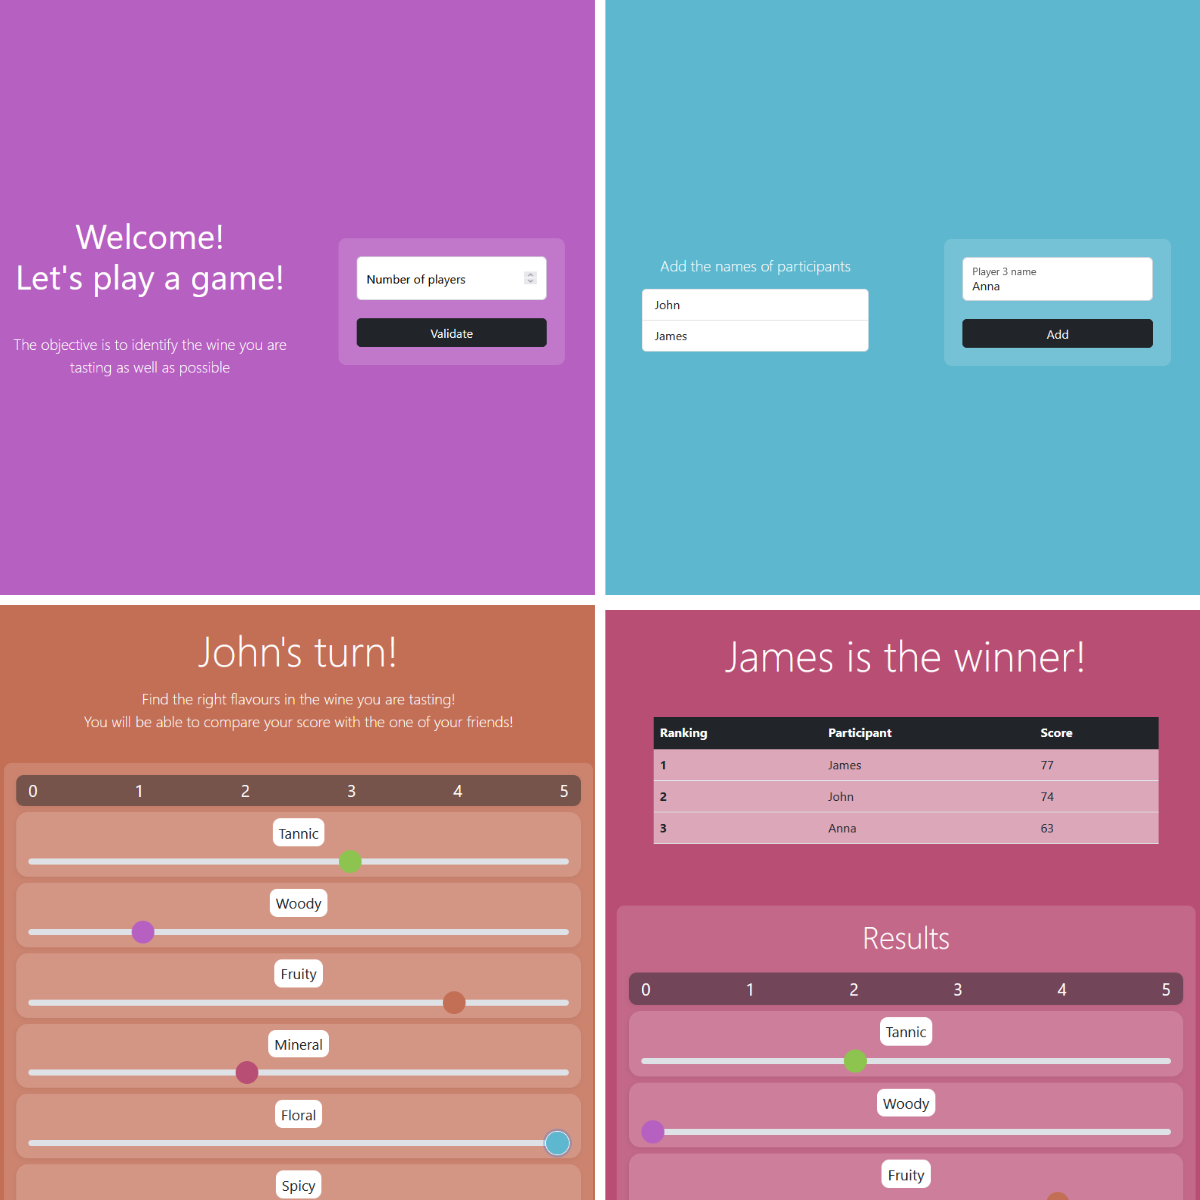 Welcome!
Let's play a game!
The objective is to identify the wine you are
tasting as well as possible
Number of players
Validate
Add the names of participants
John
James
Player 3 name
Anna
Add
John's turn!
Find the right flavours in the wine you are tasting!
You will be able to compare your score with the one of your friends!
0 1 2 3 4 5
Tannic
Woody
Fruity
Mineral
Floral
Spicy
James is the winner!
Ranking Participant Score
1 James 77
2 John 74
3 Anna 63
Results
0 1 2 3 4 5
Tannic
Woody
Fruity